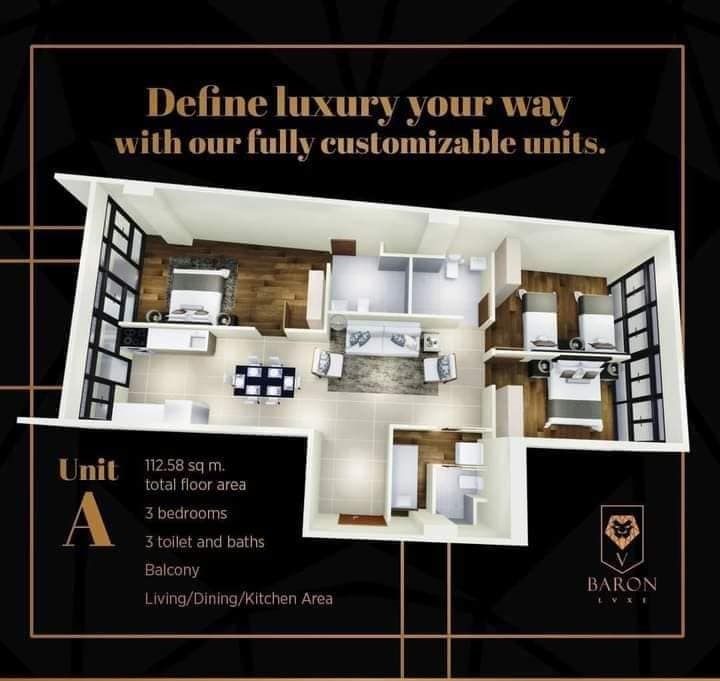 Define luxury your way
with our fully customizable units.
Unit
A
112.58 sq m.
total floor area
3 bedrooms
3 toilet and baths
Balcony
Living/Dining/Kitchen Area
V
BARON
LVXE